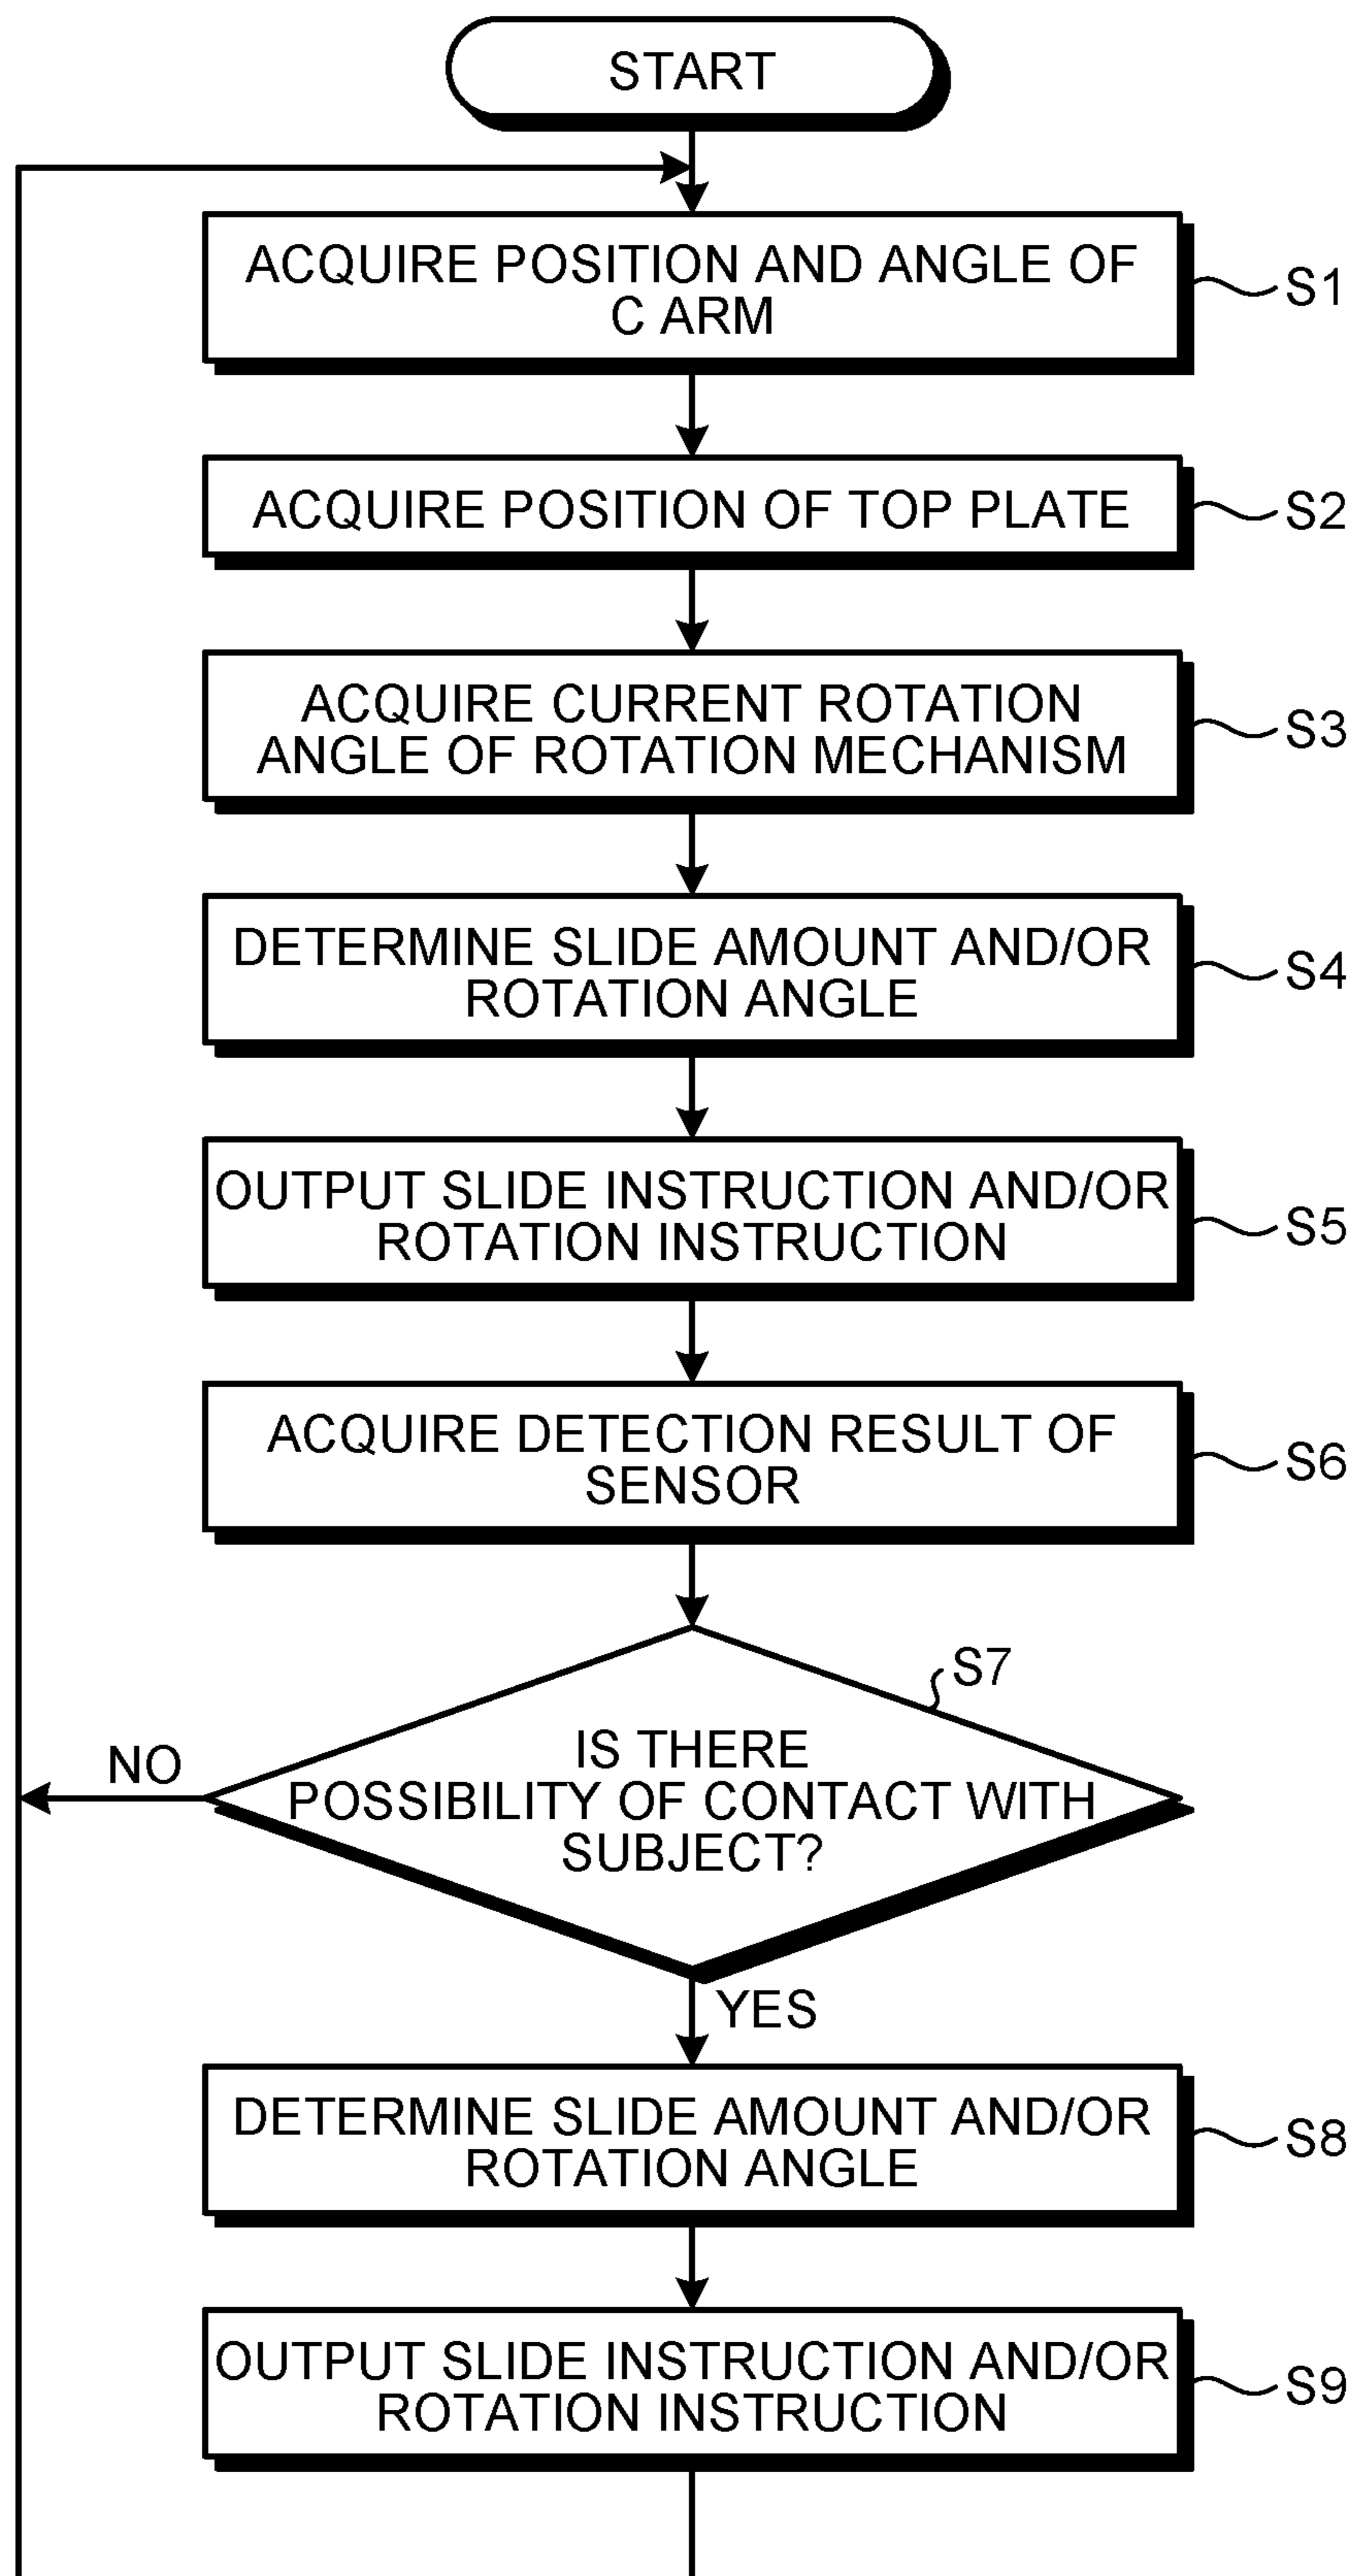 START
ACQUIRE POSITION AND ANGLE OF
C ARM
S1
ACQUIRE POSITION OF TOP PLATE
S2
ACQUIRE CURRENT ROTATION
ANGLE OF ROTATION MECHANISM
S3
DETERMINE SLIDE AMOUNT AND/OR
ROTATION ANGLE
S4
OUTPUT SLIDE INSTRUCTION AND/OR
ROTATION INSTRUCTION
S5
ACQUIRE DETECTION RESULT OF
SENSOR
S6
S7
IS THERE
POSSIBILITY OF CONTACT WITH
SUBJECT?
NO
YES
DETERMINE SLIDE AMOUNT AND/OR
ROTATION ANGLE
S8
OUTPUT SLIDE INSTRUCTION AND/OR
ROTATION INSTRUCTION
S9